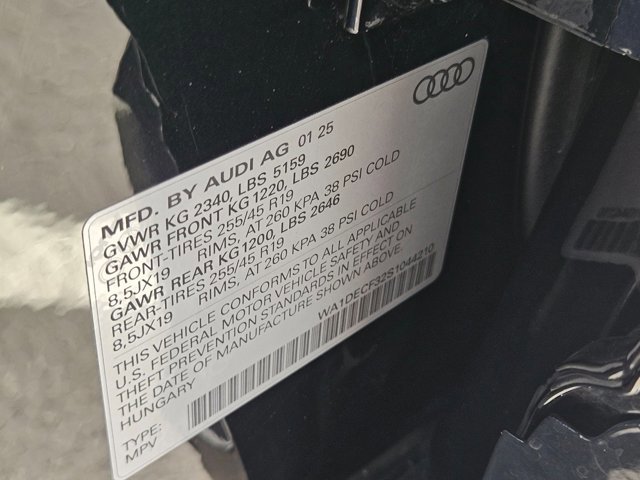 MFD. BY AUDI AG 01 25
GVWR KG 2340, LBS 5159
GAWR FRONT KG 1220, LBS 2690
FRONT-TIRES 255/45 R19
8,5JX19 RIMS, AT 260 KPA 38 PSI COLD
GAWR REAR KG1200, LBS 2646
REAR-TIRES 255/45 R19
8,5JX19 RIMS, AT 260 KPA 38 PSI COLD
THIS VEHICLE CONFORMS TO ALL APPLICABLE
U.S. FEDERAL MOTOR VEHICLE SAFETY AND
THEFT PREVENTION STANDARDS IN EFFECT ON
THE DATE OF MANUFACTURE SHOWN ABOVE.
HUNGARY
WA1DECF32S1044210
TYPE:
MPV